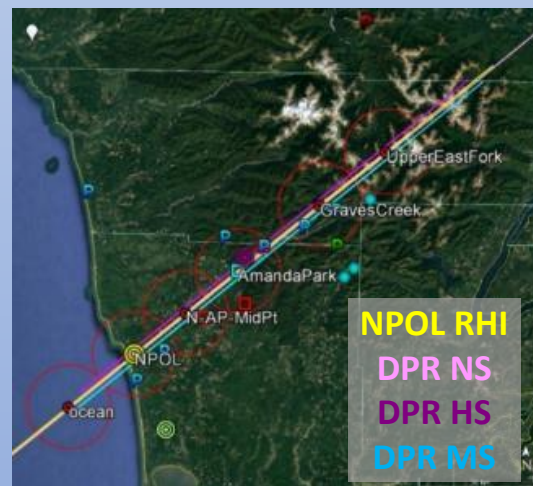 UpperEastFork
GravesCreek
AmandaPark
N-AP-MidPt
NPOL
ocean
NPOL RHI
DPR NS
DPR HS
DPR MS
P
P
P
P
P
P
P
N